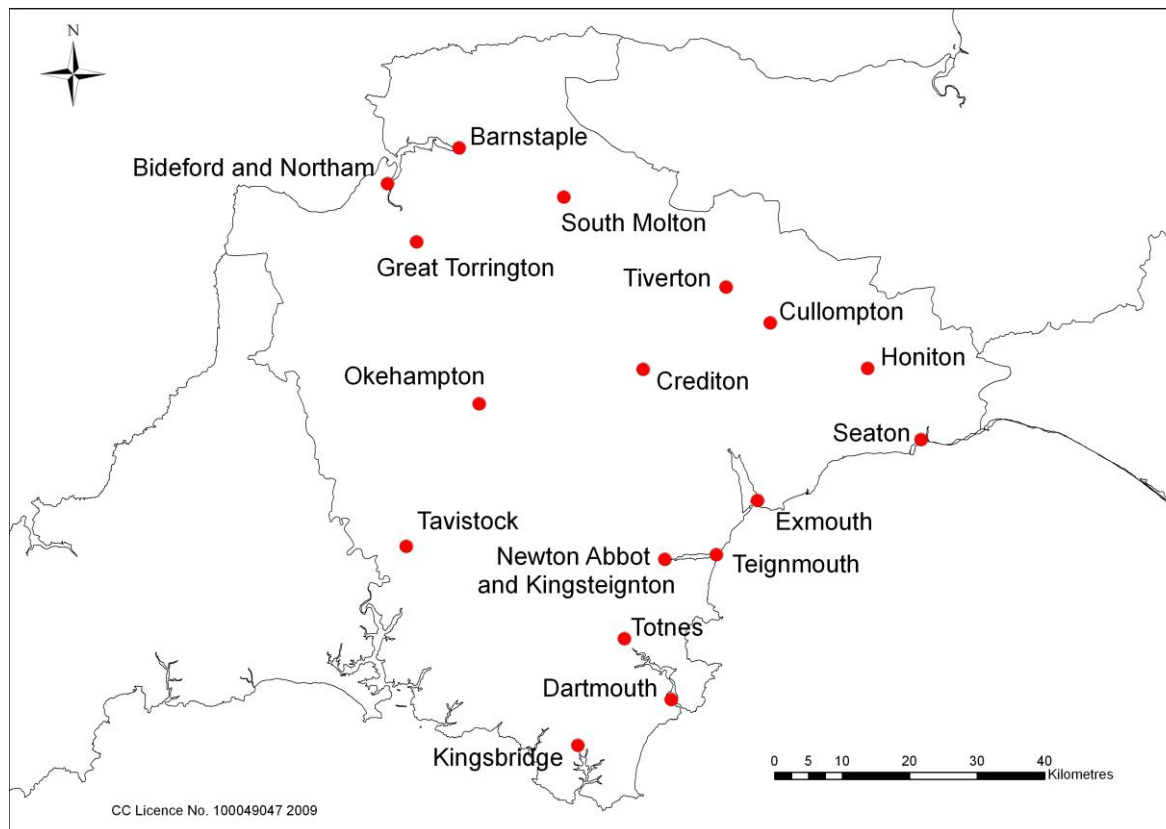 N
Barnstaple
Bideford and Northam
South Molton
Great Torrington
Tiverton
Cullompton
Honiton
Crediton
Okehampton
Seaton
Exmouth
Tavistock
Newton Abbot
and Kingsteignton
Teignmouth
Totnes
Dartmouth
Kingsbridge
0 5 10 20 30 40
Kilometres
CC Licence No. 100049047 2009